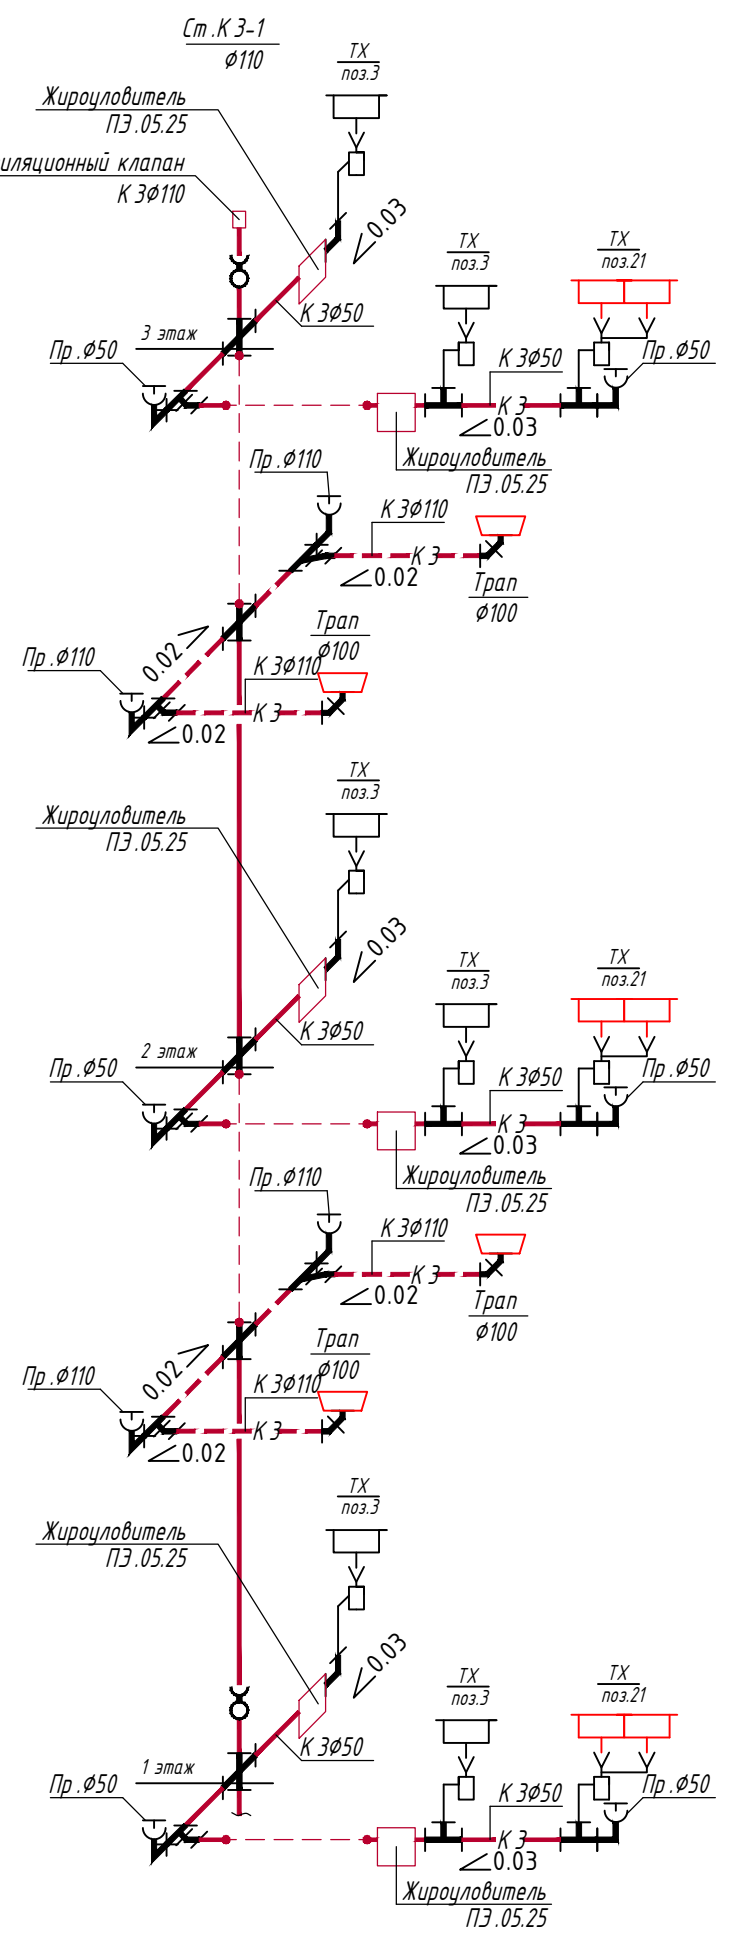 Ст.К3-1
ф110
ТХ
поз.3
Жироуловитель
ПЭ.05.25
иляционный клапан
К3ф110
0.03
К3ф50
3 этаж
Пр.ф50
ТХ
поз.3
ТХ
поз.21
К3ф50
Пр.ф50
К3
0.03
Жироуловитель
ПЭ.05.25
Пр.ф110
К3ф110
К3
0.02
Трап
ф100
0.02
Трап
ф100
Пр.ф110
К3ф110
К3
0.02
ТХ
поз.3
Жироуловитель
ПЭ.05.25
0.03
К3ф50
2 этаж
Пр.ф50
ТХ
поз.3
ТХ
поз.21
К3ф50
Пр.ф50
К3
0.03
Жироуловитель
ПЭ.05.25
Пр.ф110
К3ф110
К3
0.02
Трап
ф100
0.02
Трап
ф100
Пр.ф110
К3ф110
К3
0.02
ТХ
поз.3
Жироуловитель
ПЭ.05.25
0.03
К3ф50
1 этаж
Пр.ф50
ТХ
поз.3
ТХ
поз.21
К3ф50
Пр.ф50
К3
0.03
Жироуловитель
ПЭ.05.25